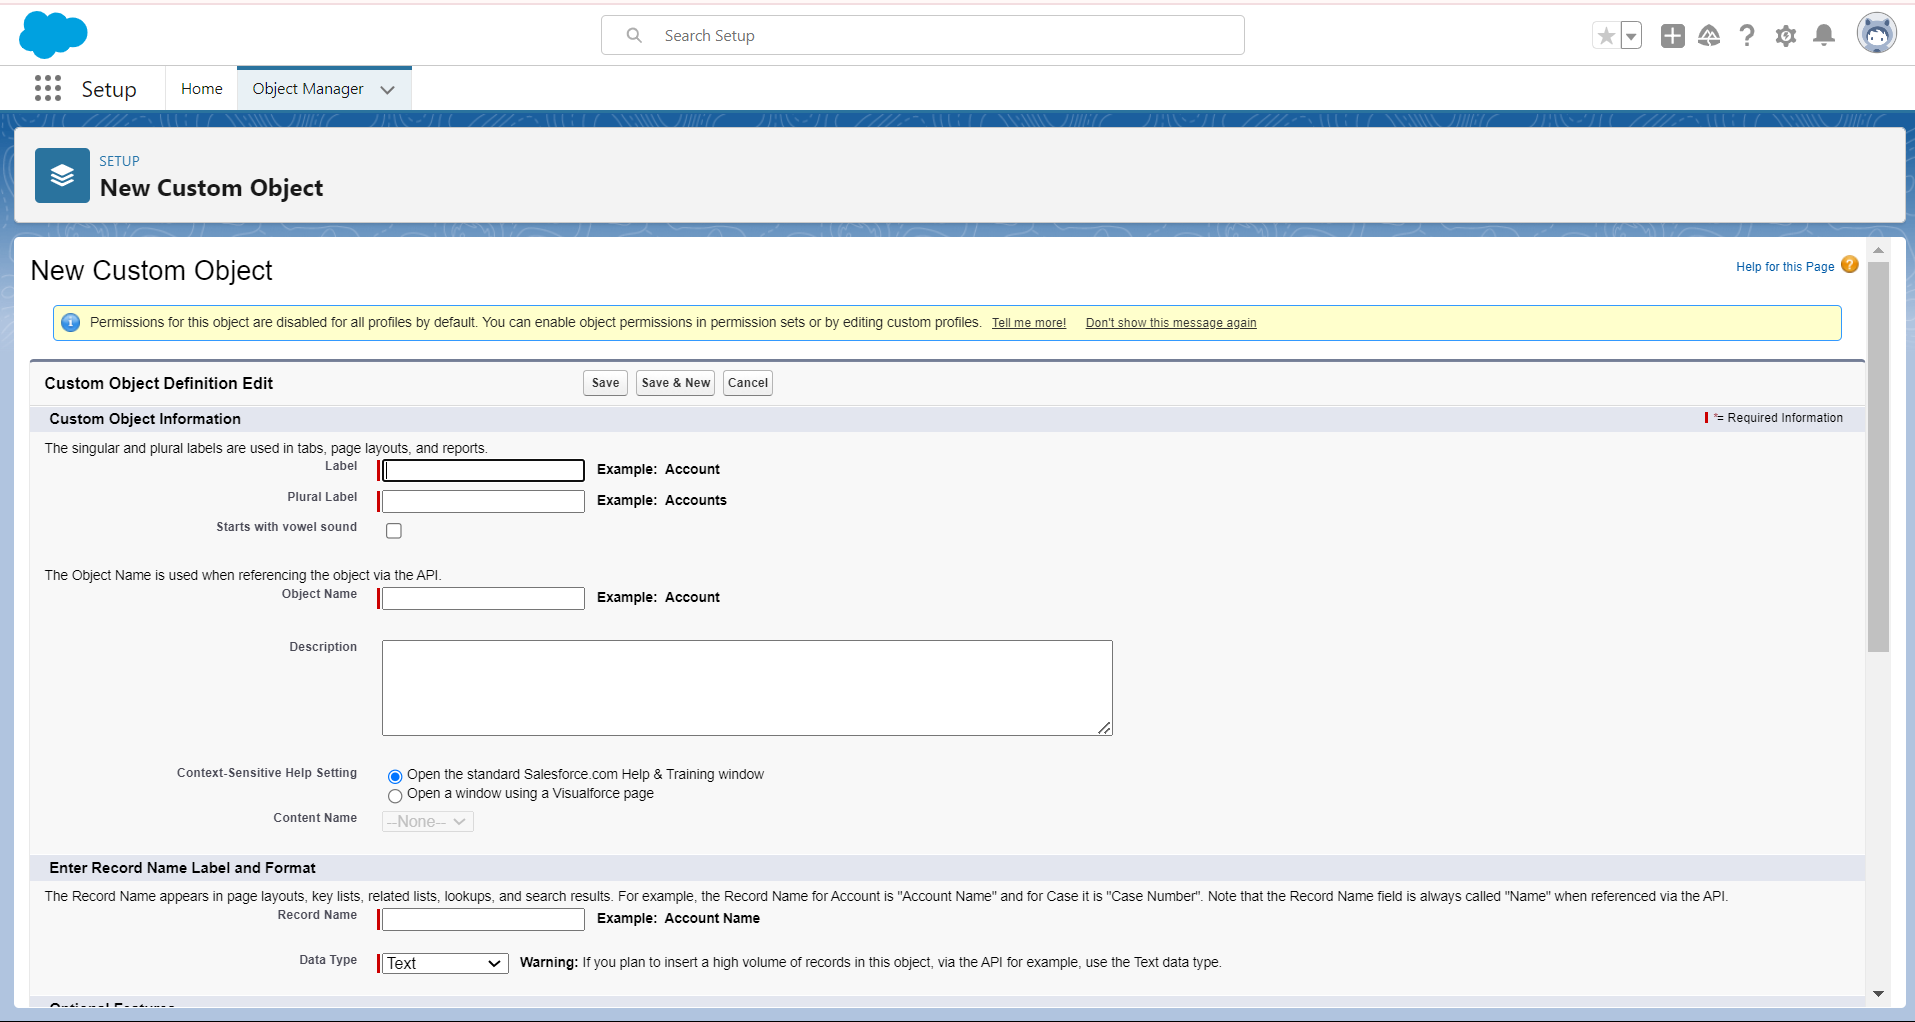 Search Setup
Setup
Home
Object Manager
SETUP
New Custom Object
New Custom Object
Help for this Page
Permissions for this object are disabled for all profiles by default. You can enable object permissions in permission sets or by editing custom profiles. Tell me more! Don't show this message again
Custom Object Definition Edit Save Save & New Cancel
Custom Object Information
*= Required Information
The singular and plural labels are used in tabs, page layouts, and reports.
Label Example: Account
Plural Label Example: Accounts
Starts with vowel sound
The Object Name is used when referencing the object via the API.
Object Name Example: Account
Description
Context-Sensitive Help Setting Open the standard Salesforce.com Help & Training window
Open a window using a Visualforce page
Content Name --None--
Enter Record Name Label and Format
The Record Name appears in page layouts, key lists, related lists, lookups, and search results. For example, the Record Name for Account is "Account Name" and for Case it is "Case Number". Note that the Record Name field is always called "Name" when referenced via the API.
Record Name Example: Account Name
Data Type Text Warning: If you plan to insert a high volume of records in this object, via the API for example, use the Text data type.
Optional Features